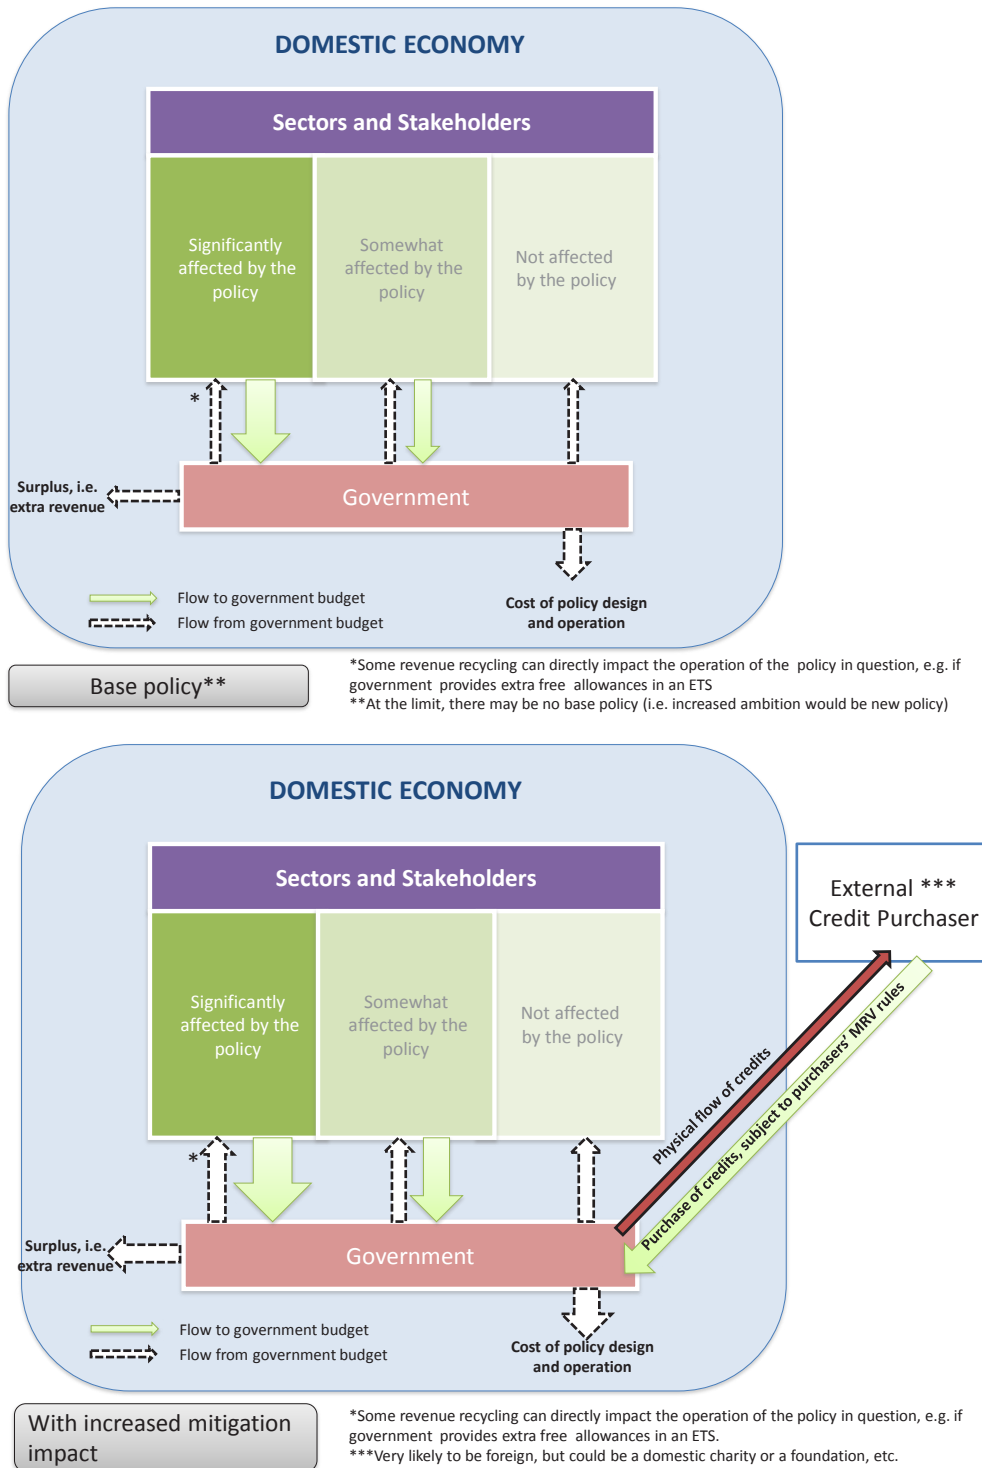 DOMESTIC ECONOMY
Sectors and Stakeholders
Significantly
affected by the
policy
Somewhat
affected by the
policy
Not affected
by the policy
*
Surplus, i.e.
extra revenue
Government
Flow to government budget
Flow from government budget
Cost of policy design
and operation
Base policy**
*Some revenue recycling can directly impact the operation of the policy in question, e.g. if
government provides extra free allowances in an ETS
**At the limit, there may be no base policy (i.e. increased ambition would be new policy)
DOMESTIC ECONOMY
Sectors and Stakeholders
External ***
Credit Purchaser
Significantly
affected by the
policy
Somewhat
affected by the
policy
Not affected
by the policy
Physical flow of credits
Purchase of credits, subject to purchasers' MRV rules
*
Surplus, i.e.
extra revenue
Government
Flow to government budget
Flow from government budget
Cost of policy design
and operation
With increased mitigation
impact
*Some revenue recycling can directly impact the operation of the policy in question, e.g. if
government provides extra free allowances in an ETS.
***Very likely to be foreign, but could be a domestic charity or a foundation, etc.